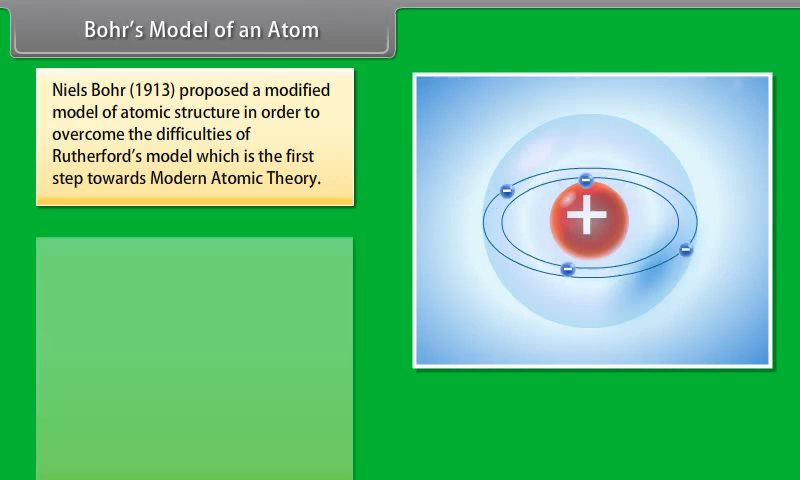 Bohr's Model of an Atom
Niels Bohr (1913) proposed a modified
model of atomic structure in order to
overcome the difficulties of
Rutherford's model which is the first
step towards Modern Atomic Theory.